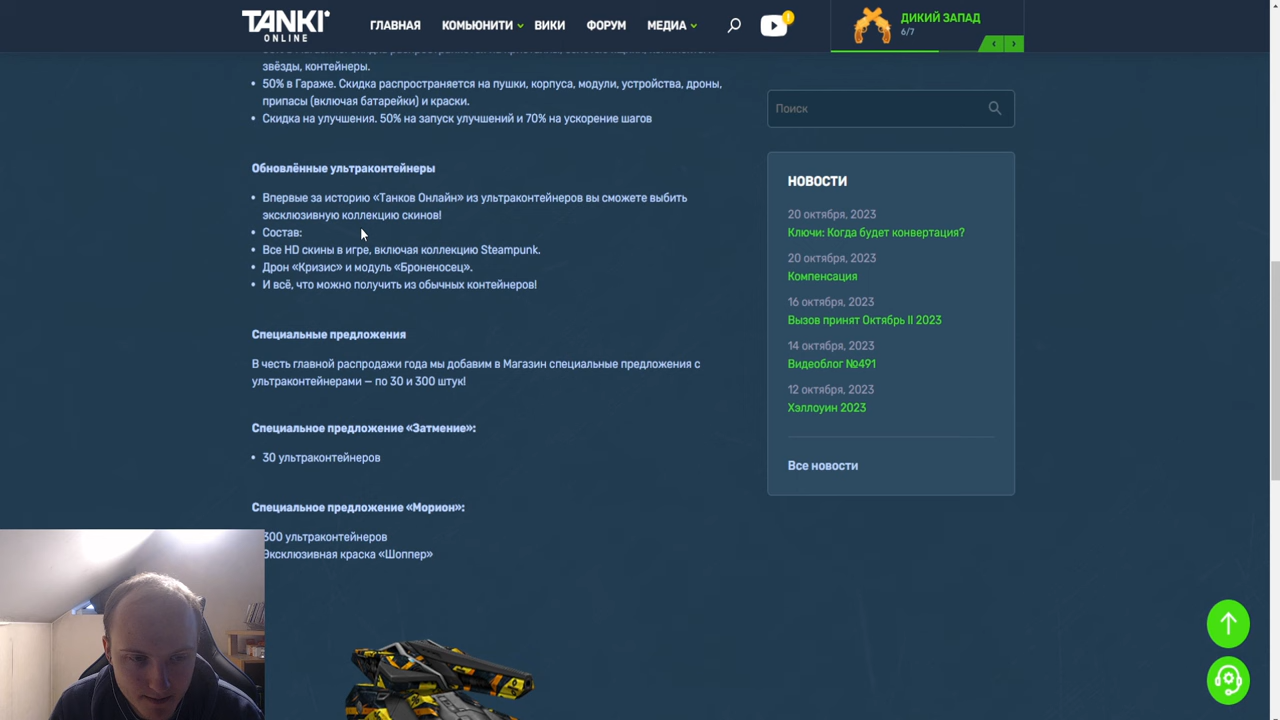 TANKI
ONLINE
ГЛАВНАЯ
КОМЬЮНИТИ
ВИКИ
ФОРУМ
МЕДИА
ДИКИЙ ЗАПАД
6/7
звёзды, контейнеры.
50% в Гараже. Скидка распространяется на пушки, корпуса, модули, устройства, дроны,
припасы (включая батарейки) и краски.
Скидка на улучшения. 50% на запуск улучшений и 70% на ускорение шагов
Обновлённые ультраконтейнеры
Впервые за историю «Танков Онлайн» из ультраконтейнеров вы сможете выбить
эксклюзивную коллекцию скинов!
Состав:
Все HD скины в игре, включая коллекцию Steampunk.
Дрон «Кризис» и модуль «Броненосец».
И всё, что можно получить из обычных контейнеров!
Специальные предложения
В честь главной распродажи года мы добавим в Магазин специальные предложения с
ультраконтейнерами — по 30 и 300 штук!
Специальное предложение «Затмение»:
30 ультраконтейнеров
Специальное предложение «Морион»:
300 ультраконтейнеров
Эксклюзивная краска «Шоппер»
Поиск
НОВОСТИ
20 октября, 2023
Ключи: Когда будет конвертация?
20 октября, 2023
Компенсация
16 октября, 2023
Вызов принят Октябрь II 2023
14 октября, 2023
Видеоблог №491
12 октября, 2023
Хэллоуин 2023
Все новости